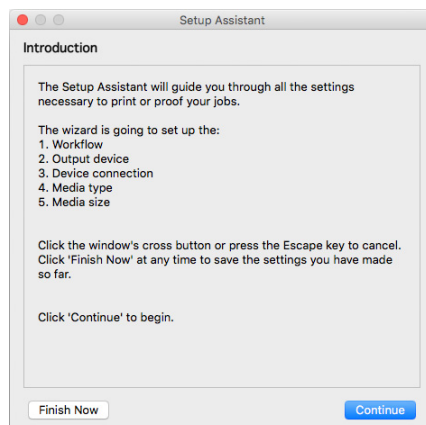 Setup Assistant
Introduction
The Setup Assistant will guide you through all the settings
necessary to print or proof your jobs.
The wizard is going to set up the:
1. Workflow
2. Output device
3. Device connection
4. Media type
5. Media size
Click the window's cross button or press the Escape key to cancel.
Click 'Finish Now' at any time to save the settings you have made
so far.
Click 'Continue' to begin.
Finish Now
Continue